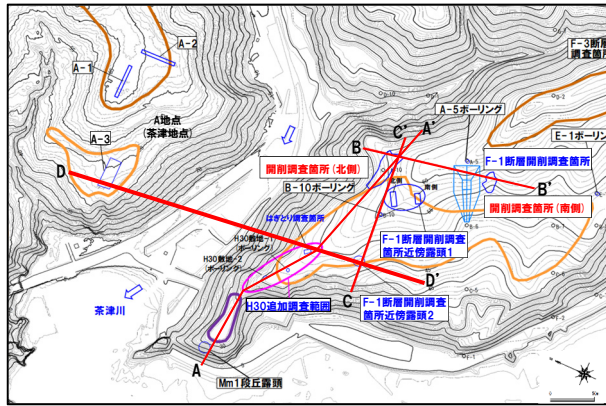 A-2
A-1
F-3断層
調査箇所
A地点
(茶津地点)
A-3
D
A-5ボーリング
C'
A'
B
E-1ボーリング
F-1断層開削調査箇所
開削調査箇所(北側)
北側
南側
B'
B-10ボーリング
開削調査箇所(南側)
はぎとり調査箇所
H30敷地-1
(ボーリング)
H30敷地-2
(ボーリング)
F-1断層開削調査
箇所近傍露頭1
D'
C
H30追加調査範囲
F-1断層開削調査
箇所近傍露頭2
茶津川
A
Mm1段丘露頭